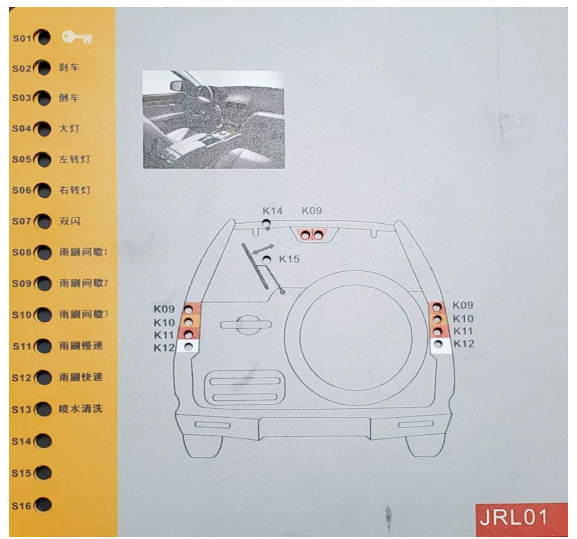 S01
S02 刹车
S03 倒车
S04 大灯
S05 左转灯
S06 右转灯
S07 双闪
S08 雨刷间歇1
S09 雨刷间歇2
S10 雨刷间歇3
S11 雨刷慢速
S12 雨刷快速
S13 喷水清洗
S14
S15
S16
K14 K09
K15
K09 K09
K10 K10
K11 K11
K12 K12
JRL01